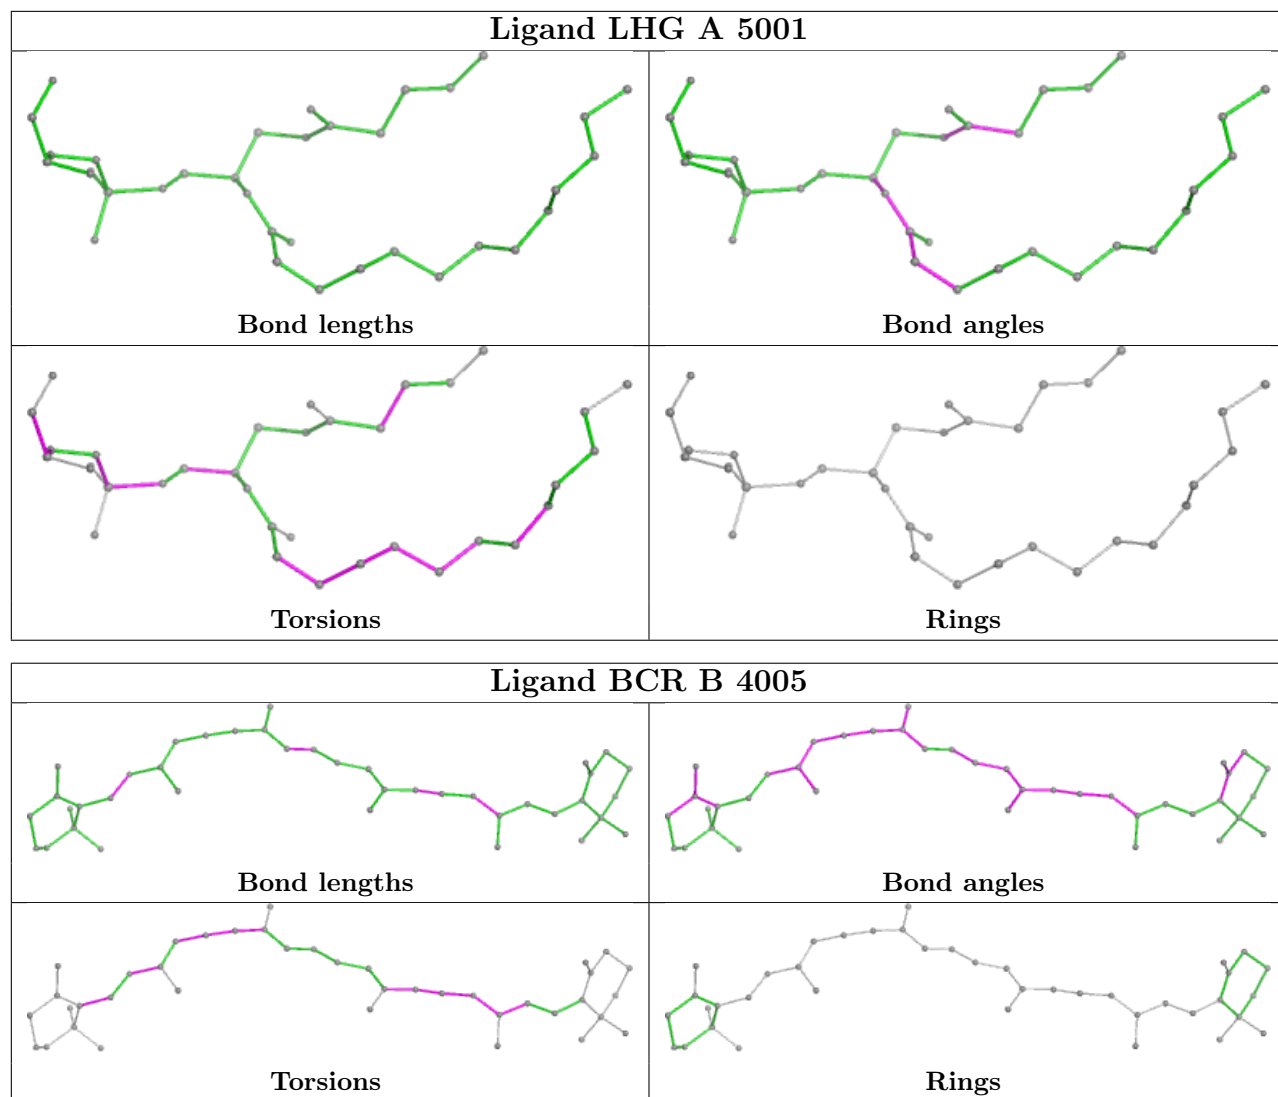 Ligand LHG A 5001
Bond lengths
Bond angles
Torsions
Rings
Ligand BCR B 4005
Bond lengths
Bond angles
Torsions
Rings